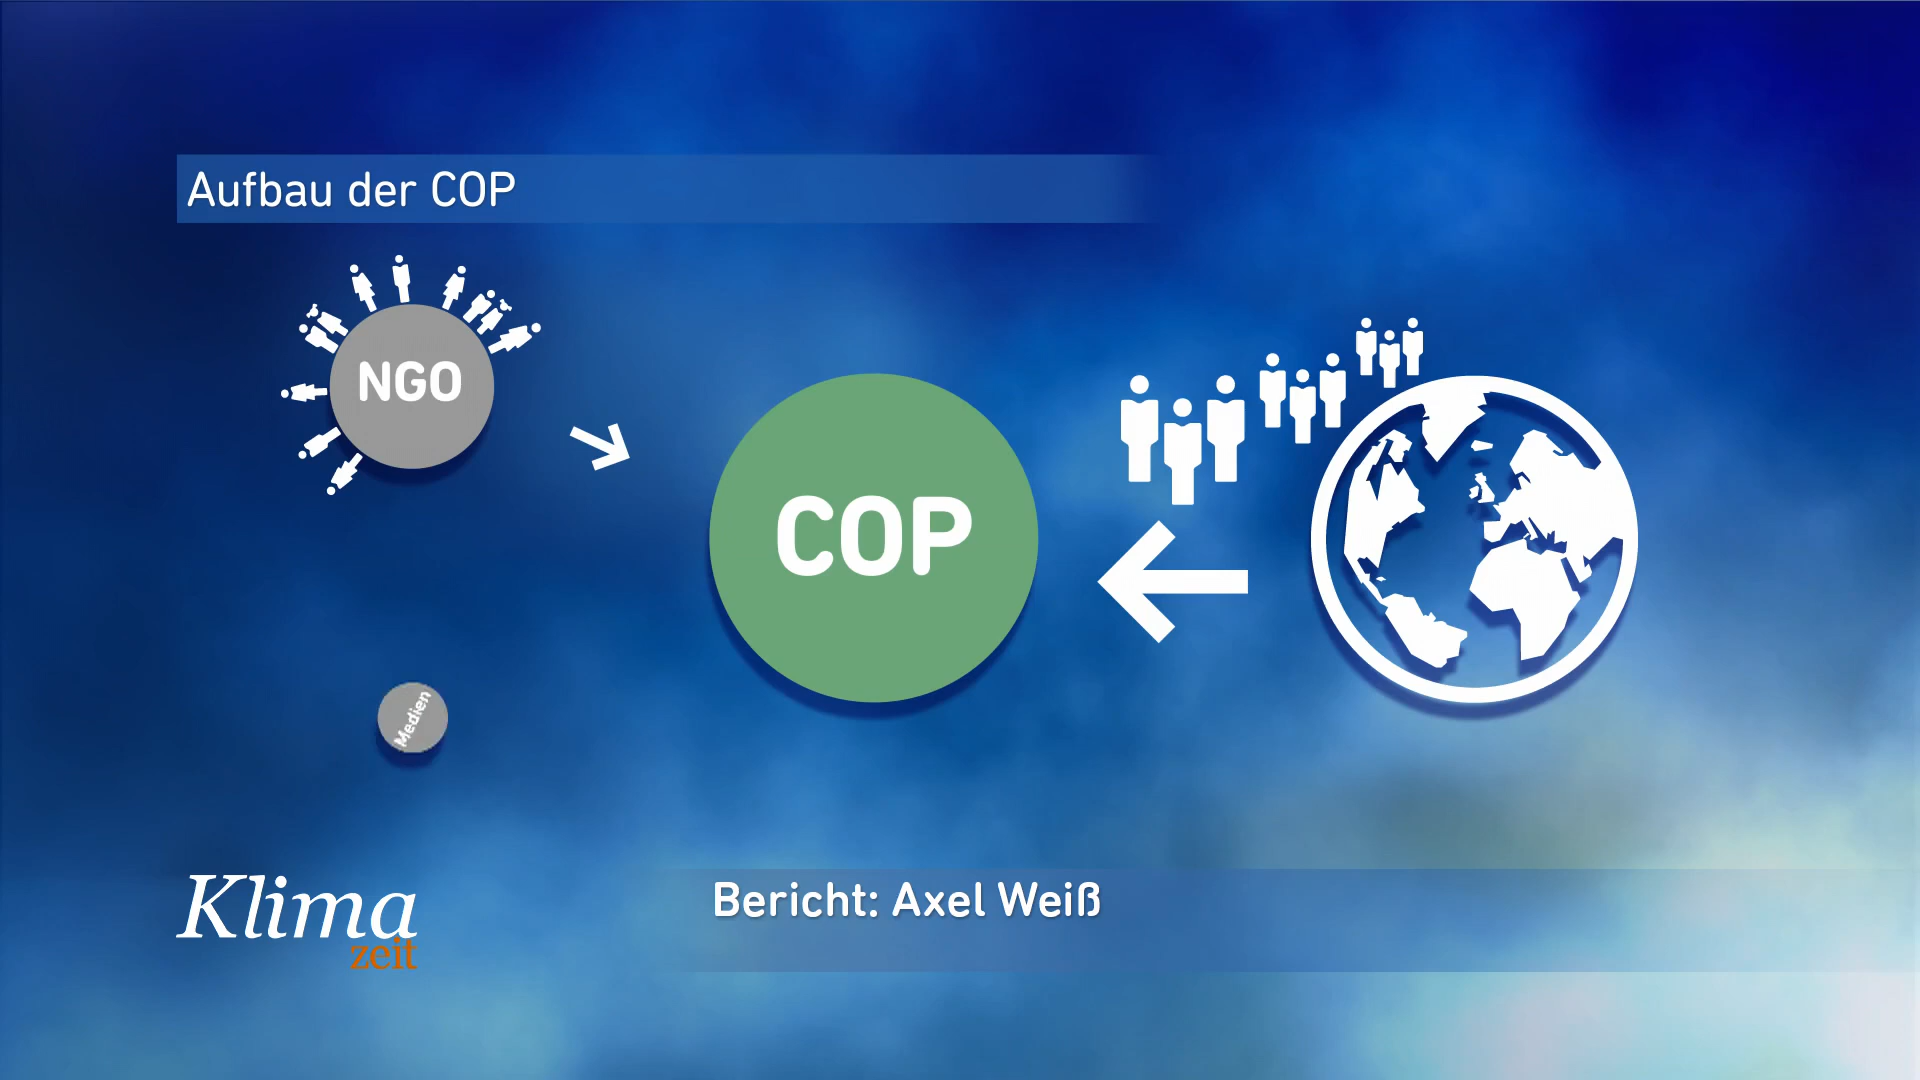 Aufbau der COP
NGO
COP
Medien
Klima
zeit
Bericht: Axel Weiß